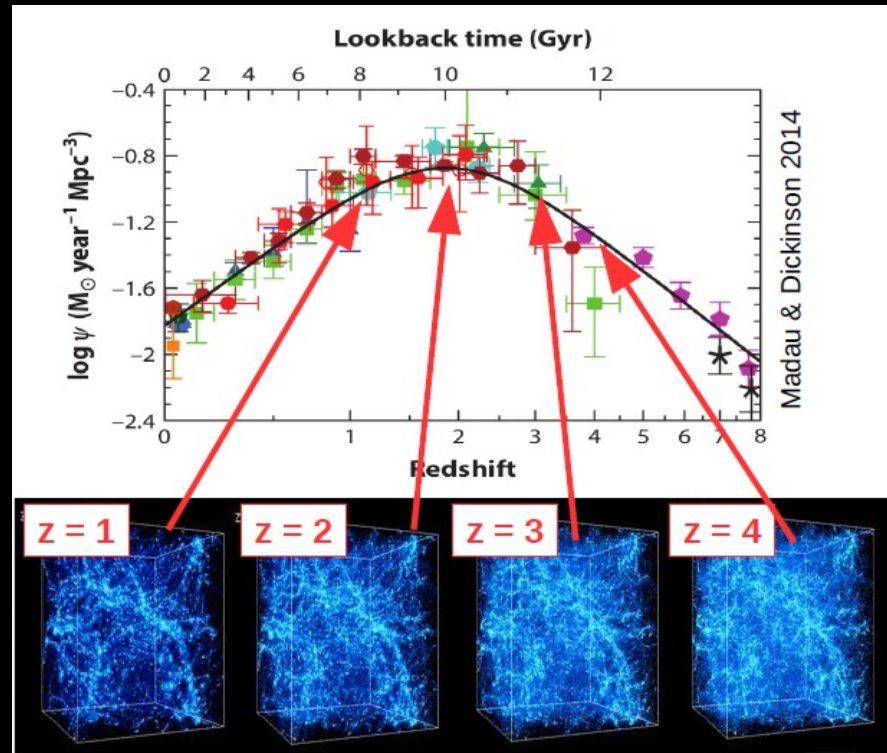 Lookback time (Gyr)
0 2 4 6 8 10 12
−0.4
−0.8
−1.2
−1.6
−2
−2.4
log ψ (M⊙ year−1 Mpc−3)
Madau & Dickinson 2014
0 1 2 3 4 5 6 7 8
Redshift
z = 1 z = 2 z = 3 z = 4